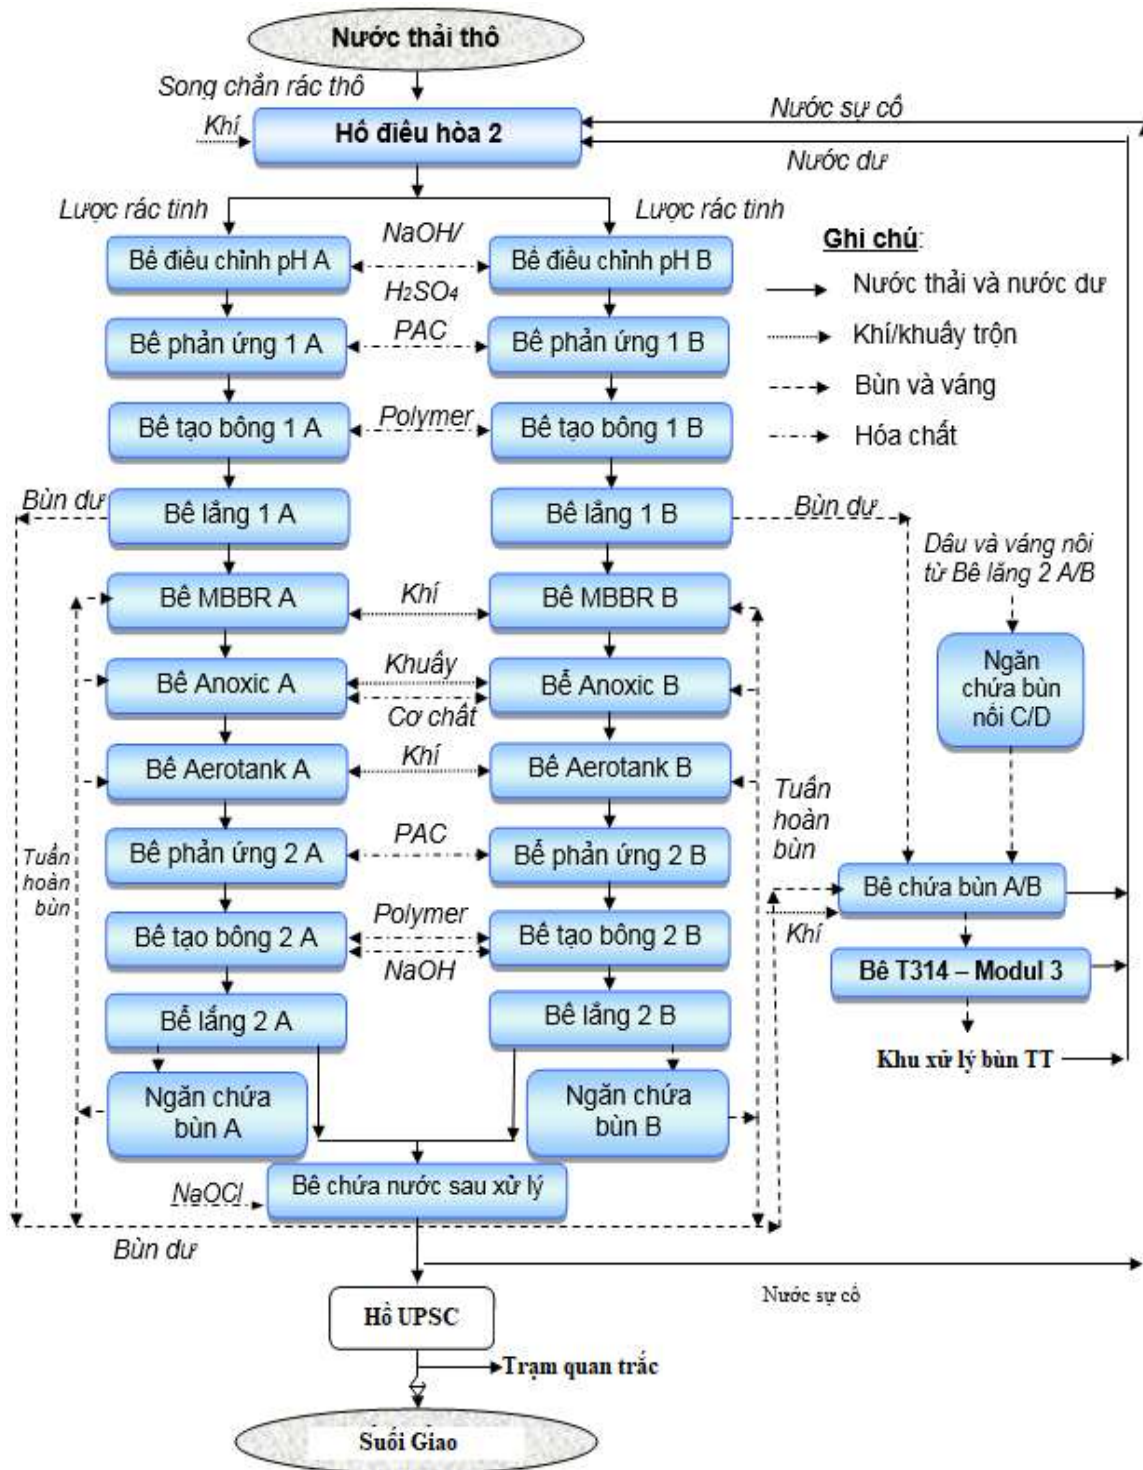 Nước thải thô
Song chắn rác thô
Khí
Hố điều hòa 2
Nước sự cố
Nước dư
Lược rác tinh
Lược rác tinh
NaOH/
H2SO4
Bể điều chỉnh pH A
Bể điều chỉnh pH B
Ghi chú:
Nước thải và nước dư
Khí/khuấy trộn
Bùn và váng
Hóa chất
Bể phản ứng 1 A
PAC
Bể phản ứng 1 B
Bể tạo bông 1 A
Polymer
Bể tạo bông 1 B
Bùn dư
Bể lắng 1 A
Bể lắng 1 B
Bùn dư
Dầu và váng nổi
từ Bể lắng 2 A/B
Bể MBBR A
Khí
Bể MBBR B
Ngăn
chứa bùn
nổi C/D
Bể Anoxic A
Khuấy
Cơ chất
Bể Anoxic B
Bể Aerotank A
Khí
Bể Aerotank B
Tuần
hoàn
bùn
Tuần
hoàn
bùn
Bể phản ứng 2 A
PAC
Bể phản ứng 2 B
Bể chứa bùn A/B
Khí
Bể tạo bông 2 A
Polymer
NaOH
Bể tạo bông 2 B
Bể T314 – Modul 3
Bể lắng 2 A
Bể lắng 2 B
Khu xử lý bùn TT
Ngăn chứa
bùn A
Ngăn chứa
bùn B
NaOCl
Bể chứa nước sau xử lý
Bùn dư
Nước sự cố
Hồ UPSC
Trạm quan trắc
Suối Giao